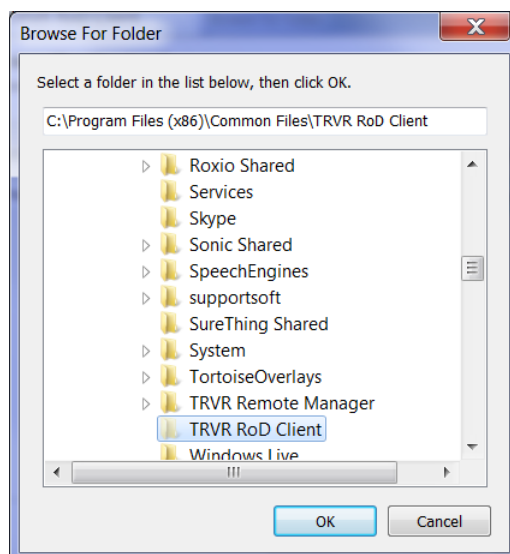 Browse For Folder
Select a folder in the list below, then click OK.
C:\Program Files (x86)\Common Files\TRVR RoD Client
Roxio Shared
Services
Skype
Sonic Shared
SpeechEngines
supportsoft
SureThing Shared
System
TortoiseOverlays
TRVR Remote Manager
TRVR RoD Client
Windows Live
OK Cancel